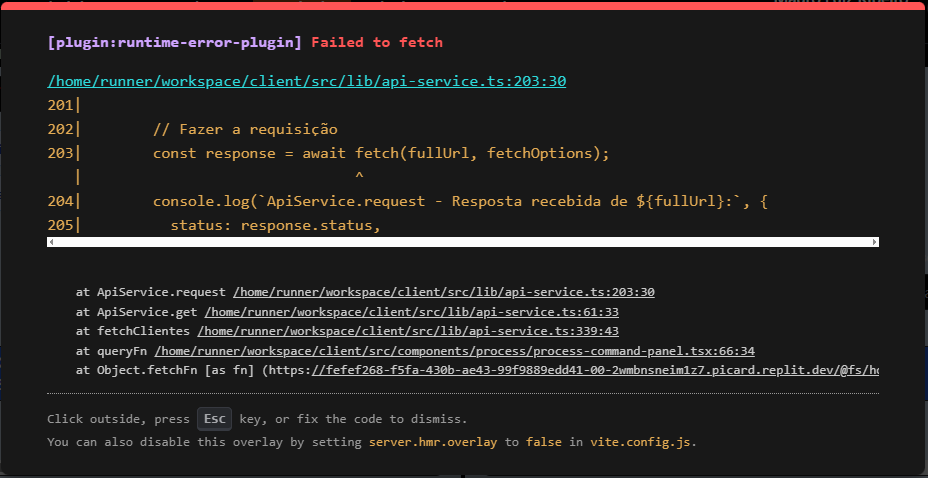 [plugin:runtime-error-plugin] Failed to fetch
/home/runner/workspace/client/src/lib/api-service.ts:203:30
201|
202|        // Fazer a requisição
203|        const response = await fetch(fullUrl, fetchOptions);
   |                               ^
204|        console.log(`ApiService.request - Resposta recebida de ${fullUrl}:`, {
205|          status: response.status,
at ApiService.request /home/runner/workspace/client/src/lib/api-service.ts:203:30
at ApiService.get /home/runner/workspace/client/src/lib/api-service.ts:61:33
at fetchClientes /home/runner/workspace/client/src/lib/api-service.ts:339:43
at queryFn /home/runner/workspace/client/src/components/process/process-command-panel.tsx:66:34
at Object.fetchFn [as fn] (https://fefef268-f5fa-430b-ae43-99f9889edd41-00-2wmbnsneim1z7.picard.replit.dev/@fs/ho
Click outside, press Esc key, or fix the code to dismiss.
You can also disable this overlay by setting server.hmr.overlay to false in vite.config.js.